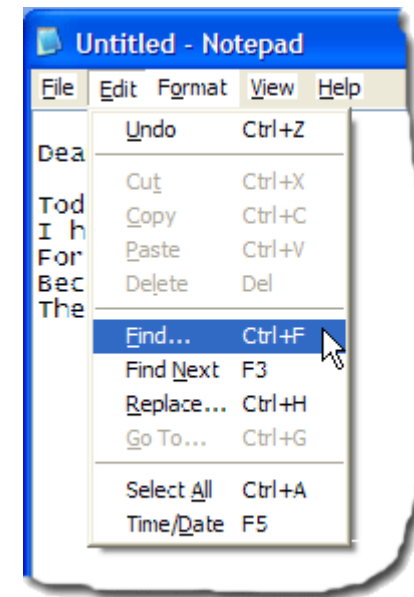 Untitled - Notepad
File Edit Format View Help
Undo Ctrl+Z
Dea
Cut Ctrl+X
Tod
Copy Ctrl+C
I h
Paste Ctrl+V
For
Delete Del
Bec
The
Find... Ctrl+F
Find Next F3
Replace... Ctrl+H
Go To... Ctrl+G
Select All Ctrl+A
Time/Date F5